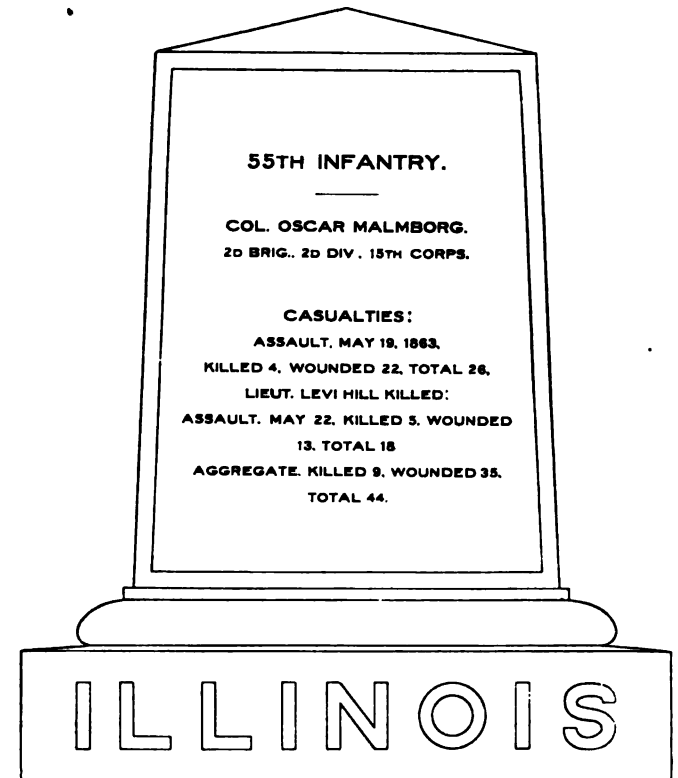 55TH INFANTRY.
COL. OSCAR MALMBORG.
2D BRIG., 2D DIV., 15TH CORPS.
CASUALTIES:
ASSAULT, MAY 19, 1863,
KILLED 4, WOUNDED 22, TOTAL 26,
LIEUT. LEVI HILL KILLED:
ASSAULT. MAY 22, KILLED 5, WOUNDED
13, TOTAL 18
AGGREGATE. KILLED 9, WOUNDED 35,
TOTAL 44.
ILLINOIS